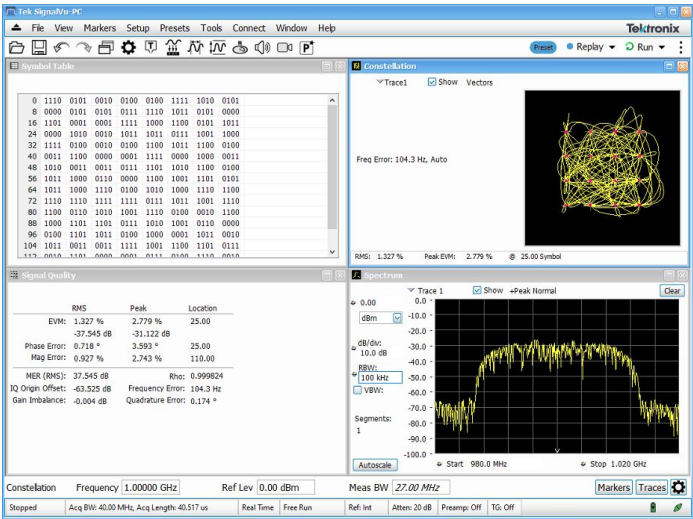 Tek SignalVu-PC
File View Markers Setup Presets Tools Connect Window Help
Tektronix
Preset Replay Run
Symbol Table
0 1110 0101 0010 0100 0100 1111 1010 0101
8 0000 0101 0101 0111 1110 1011 0101 0000
16 1101 0001 0001 1111 1000 1100 0101 1011
24 0000 1010 0010 1011 1011 0111 1001 1000
32 1111 0100 0010 0100 1100 1011 1100 0100
40 0011 1100 0000 0001 1111 0000 1000 0011
48 1010 0011 0011 0111 1101 1010 1100 0100
56 1011 1000 0110 0000 1100 1001 1101 0101
64 1011 1000 1110 0100 1010 1000 1110 1100
72 1110 1110 1111 1111 0111 1011 1001 1110
80 1100 0110 1010 1001 1110 0100 0010 1100
88 1000 1101 1101 0111 1010 1001 0110 0000
96 0100 1101 1011 0100 1000 0001 1011 0010
104 1011 0011 0011 1111 1001 1100 1101 0111
Constellation
Trace1 Show Vectors
Freq Error: 104.3 Hz, Auto
RMS: 1.327 % Peak EVM: 2.779 % @ 25.00 Symbol
Signal Quality
RMS Peak Location
EVM: 1.327 % 2.779 % 25.00
-37.545 dB -31.122 dB
Phase Error: 0.718 ° 3.593 ° 25.00
Mag Error: 0.927 % 2.743 % 110.00
MER (RMS): 37.545 dB Rho: 0.999824
IQ Origin Offset: -63.525 dB Frequency Error: 104.3 Hz
Gain Imbalance: -0.004 dB Quadrature Error: 0.174 °
Spectrum
Trace 1 Show +Peak Normal Clear
0.00
dBm
dB/div:
10.0 dB
RBW:
100 kHz
VBW:
Segments:
1
Autoscale
0.0
-10.0
-20.0
-30.0
-40.0
-50.0
-60.0
-70.0
-80.0
-90.0
-100.0
Start 980.0 MHz Stop 1.020 GHz
Constellation Frequency 1.00000 GHz Ref Lev 0.00 dBm Meas BW 27.00 MHz Markers Traces
Stopped Acq BW: 40.00 MHz, Acq Length: 40.517 us Real Time Free Run Ref: Int Atten: 20 dB Preamp: Off TG: Off